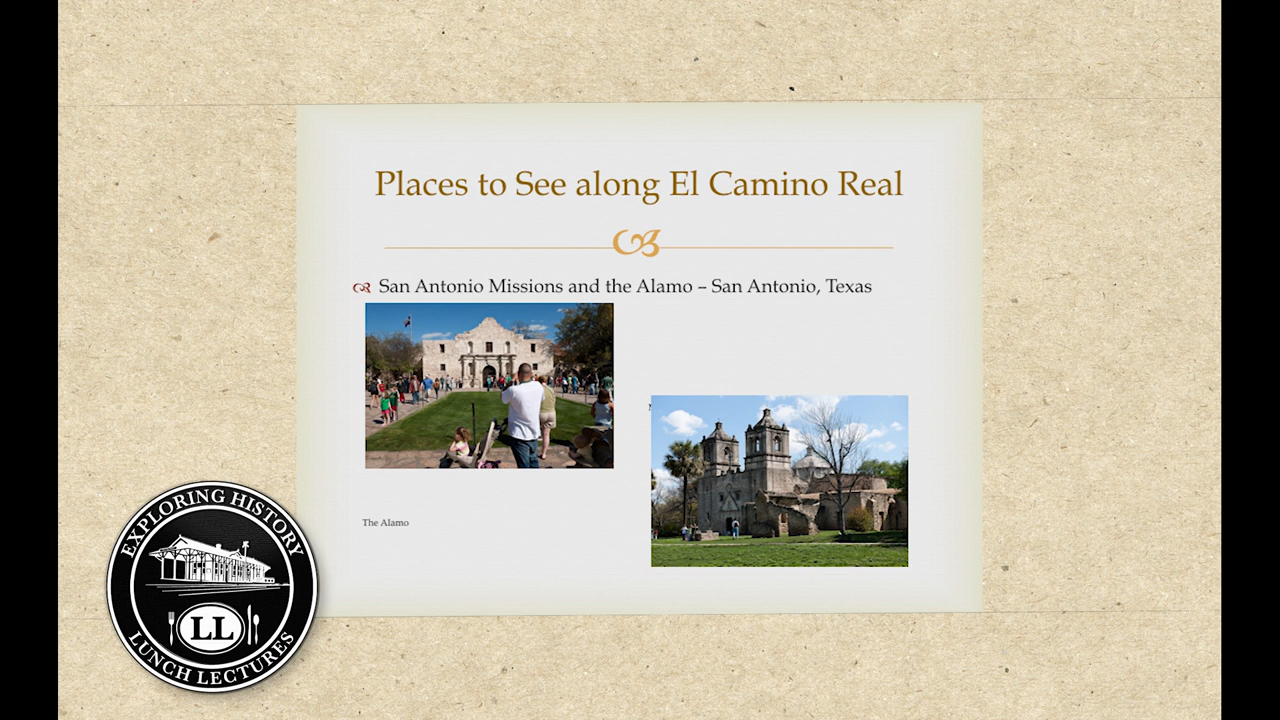 Places to See along El Camino Real
San Antonio Missions and the Alamo – San Antonio, Texas
The Alamo
EXPLORING HISTORY
LL
LUNCH LECTURES